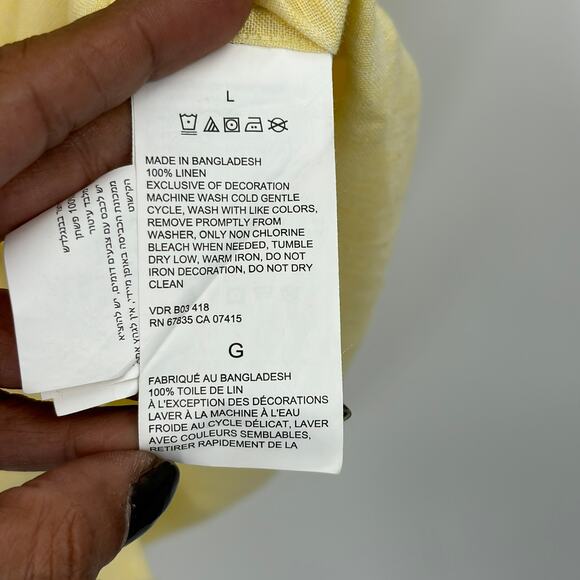 L
MADE IN BANGLADESH
100% LINEN
EXCLUSIVE OF DECORATION
MACHINE WASH COLD GENTLE
CYCLE, WASH WITH LIKE COLORS,
REMOVE PROMPTLY FROM
WASHER, ONLY NON CHLORINE
BLEACH WHEN NEEDED, TUMBLE
DRY LOW, WARM IRON, DO NOT
IRON DECORATION, DO NOT DRY
CLEAN
VDR B03 418
RN 67835 CA 07415
G
FABRIQUÉ AU BANGLADESH
100% TOILE DE LIN
À L'EXCEPTION DES DÉCORATIONS
LAVER À LA MACHINE À L'EAU
FROIDE AU CYCLE DÉLICAT, LAVER
AVEC COULEURS SEMBLABLES,
RETIRER RAPIDEMENT DE LA